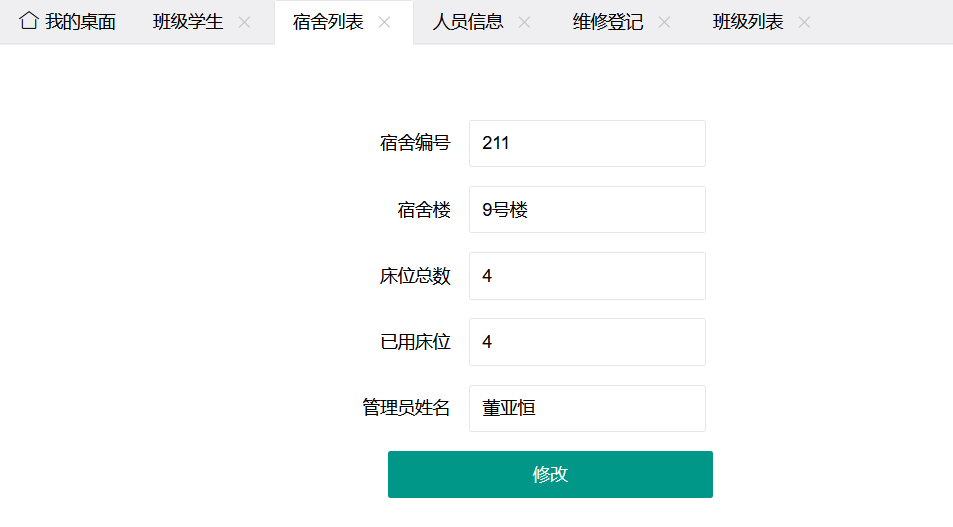 我的桌面 班级学生 宿舍列表 人员信息 维修登记 班级列表
宿舍编号 211
宿舍楼 9号楼
床位总数 4
已用床位 4
管理员姓名 董亚恒
修改